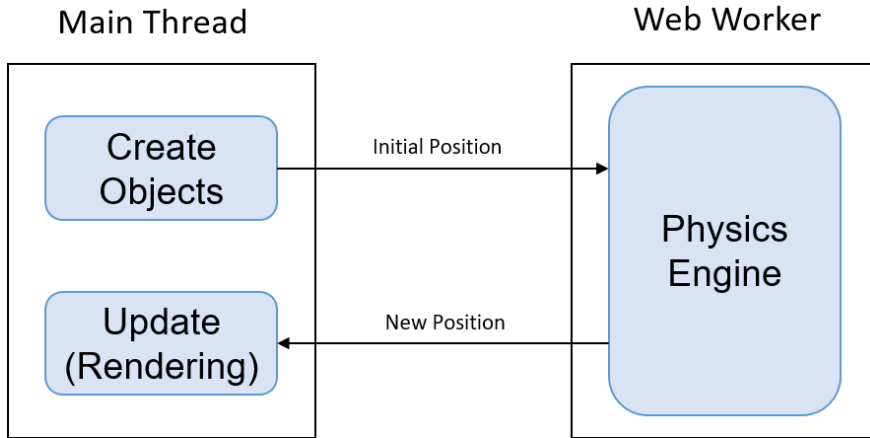 Main Thread
Web Worker
Create
Objects
Initial Position
Physics
Engine
Update
(Rendering)
New Position